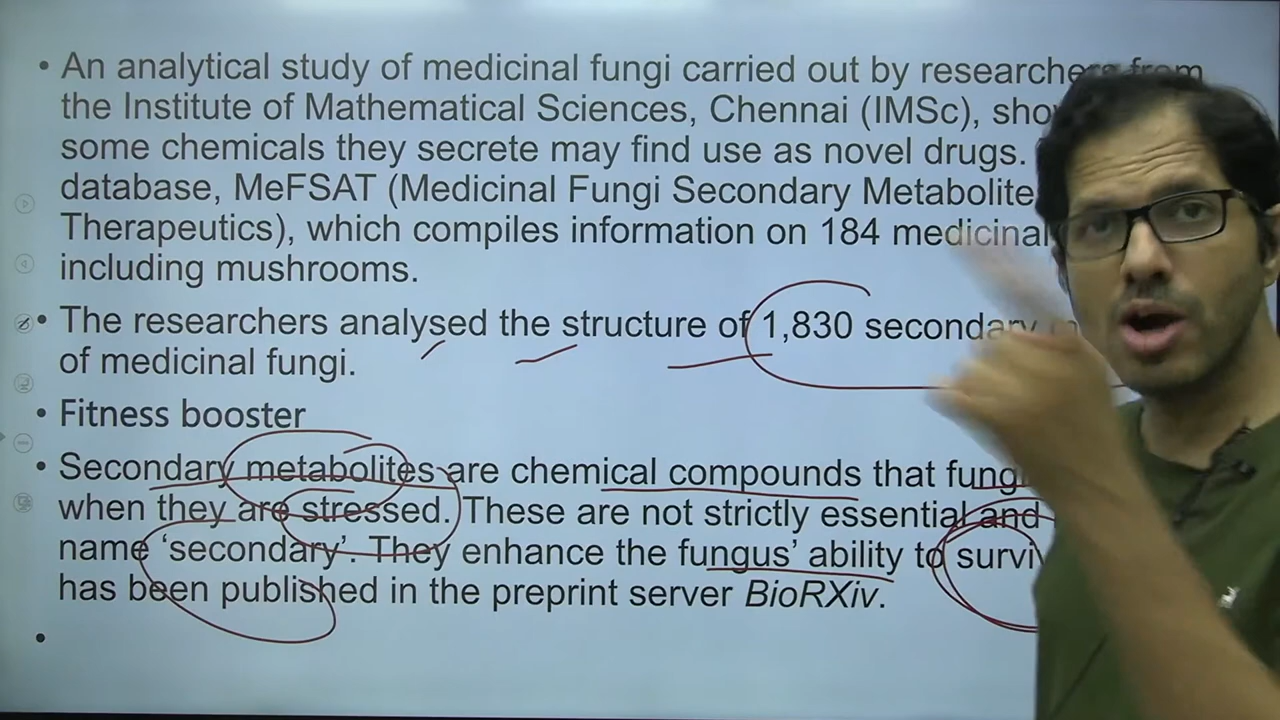 • An analytical study of medicinal fungi carried out by researchers from
the Institute of Mathematical Sciences, Chennai (IMSc),
some chemicals they secrete may find use as novel drugs.
database, MeFSAT (Medicinal Fungi Secondary Metabolite
Therapeutics), which compiles information on 184 medicinal
including mushrooms.
• The researchers analysed the structure of 1,830 secondary
of medicinal fungi.
• Fitness booster
• Secondary metabolites are chemical compounds that
when they are stressed. These are not strictly essential and
name ‘secondary’. They enhance the fungus’ ability to
has been published in the preprint server BioRXiv.
•